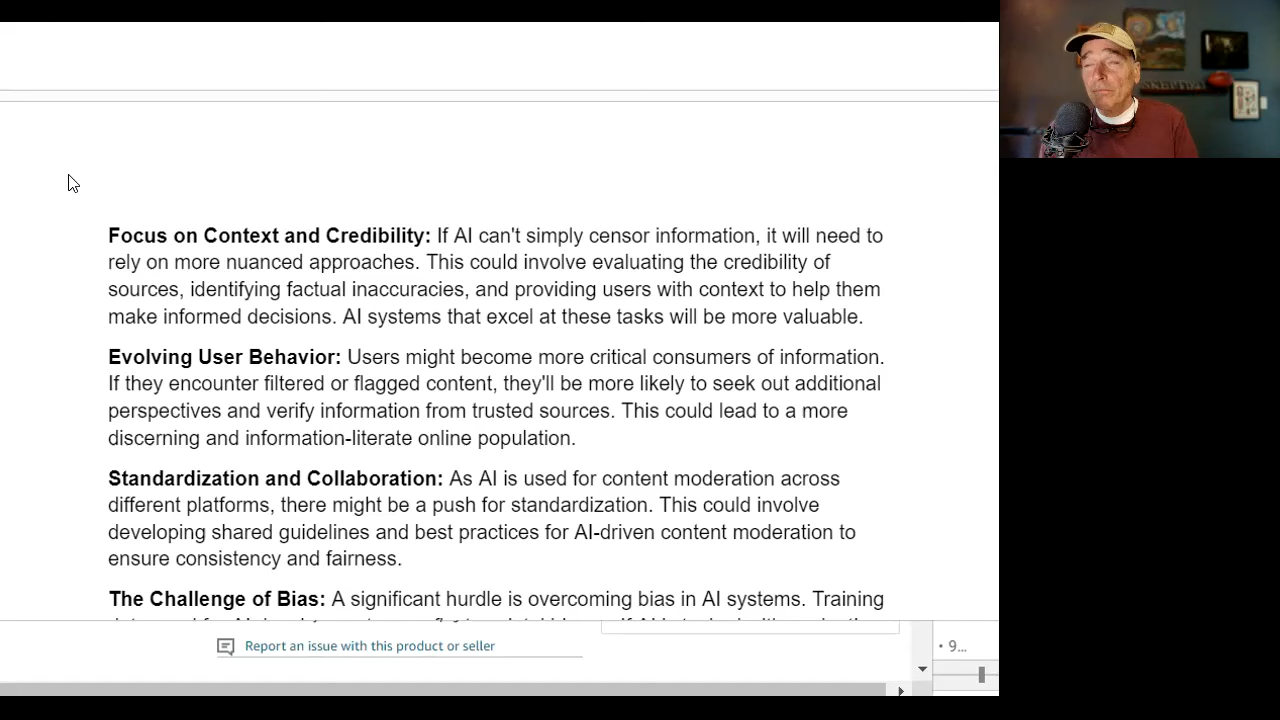 Focus on Context and Credibility: If AI can't simply censor information, it will need to
rely on more nuanced approaches. This could involve evaluating the credibility of
sources, identifying factual inaccuracies, and providing users with context to help them
make informed decisions. AI systems that excel at these tasks will be more valuable.
Evolving User Behavior: Users might become more critical consumers of information.
If they encounter filtered or flagged content, they'll be more likely to seek out additional
perspectives and verify information from trusted sources. This could lead to a more
discerning and information-literate online population.
Standardization and Collaboration: As AI is used for content moderation across
different platforms, there might be a push for standardization. This could involve
developing shared guidelines and best practices for AI-driven content moderation to
ensure consistency and fairness.
The Challenge of Bias: A significant hurdle is overcoming bias in AI systems. Training
Report an issue with this product or seller
• 9...